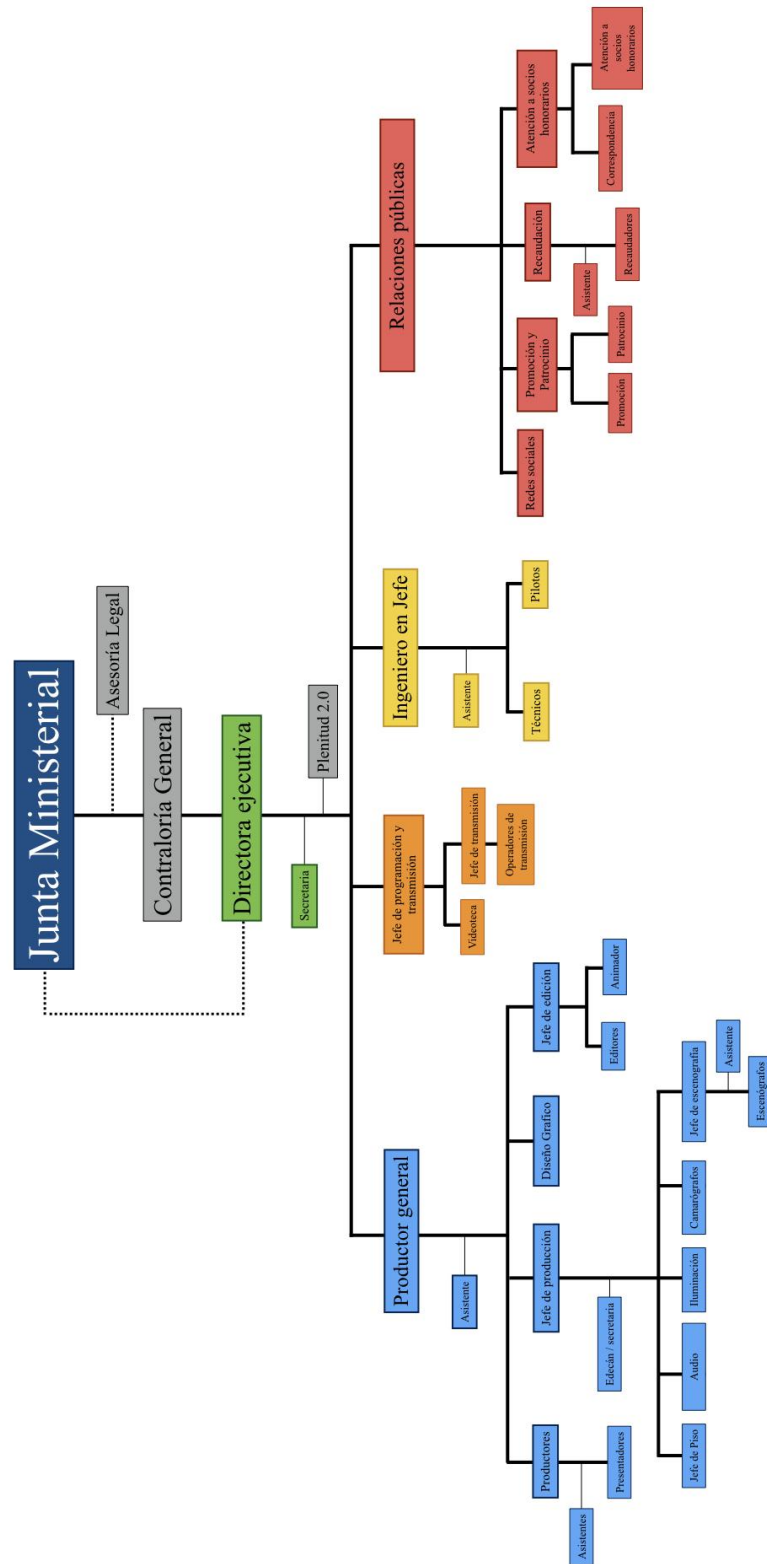 Junta Ministerial
Asesoría Legal
Contraloría General
Directora ejecutiva
Secretaria
Plenitud 2.0
Productor general
Jefe de programación y
transmisión
Ingeniero en Jefe
Relaciones públicas
Asistente
Productores
Jefe de producción
Diseño Grafico
Jefe de edición
Asistentes
Presentadores
Edecán / secretaria
Editores
Animador
Jefe de Piso
Audio
Iluminación
Camarógrafos
Jefe de escenografía
Asistente
Escenógrafos
Videoteca
Jefe de transmisión
Operadores de
transmisión
Asistente
Técnicos
Pilotos
Redes sociales
Promoción y
Patrocinio
Recaudación
Atención a socios
honorarios
Promoción
Patrocinio
Asistente
Recaudadores
Correspondencia
Atención a
socios
honorarios